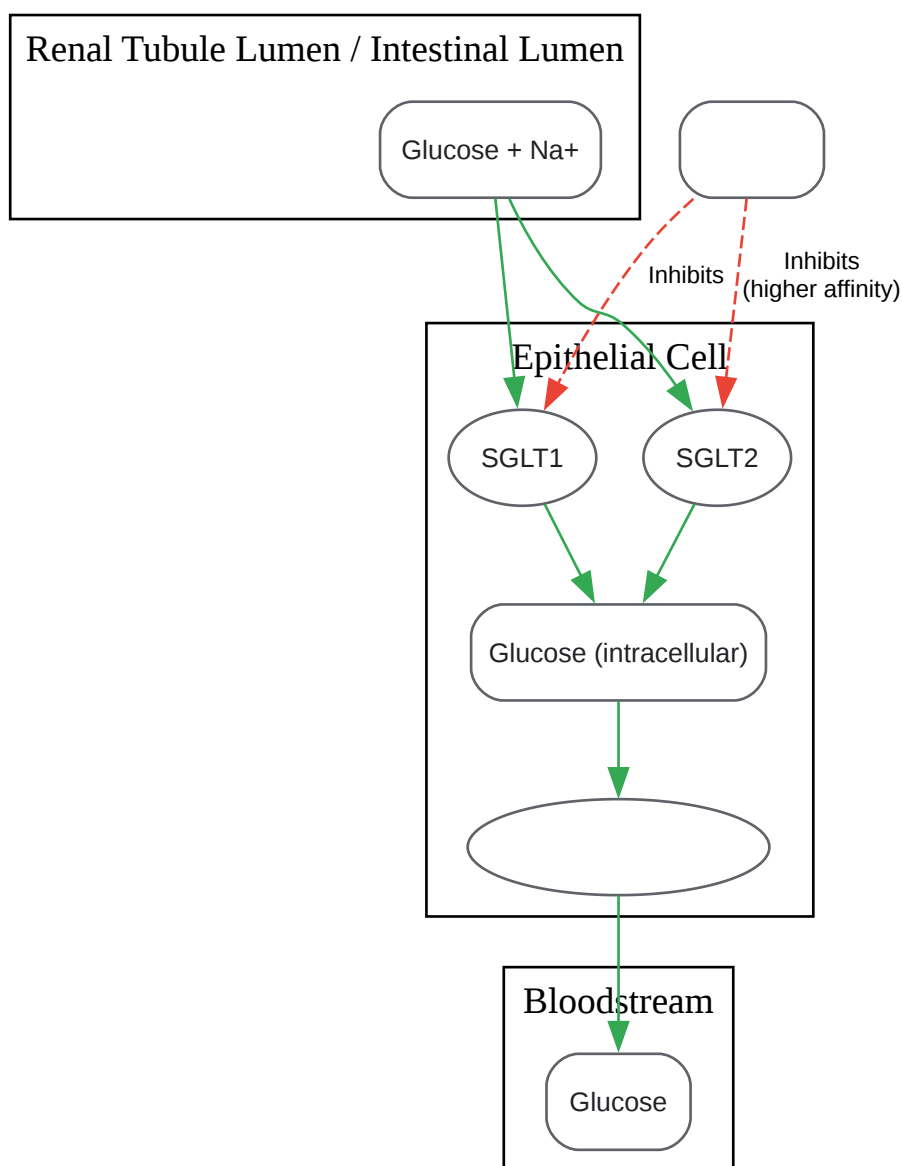 Renal Tubule Lumen / Intestinal Lumen
Glucose + Na+
Inhibits
Inhibits
(higher affinity)
Epithelial Cell
SGLT1
SGLT2
Glucose (intracellular)
Bloodstream
Glucose